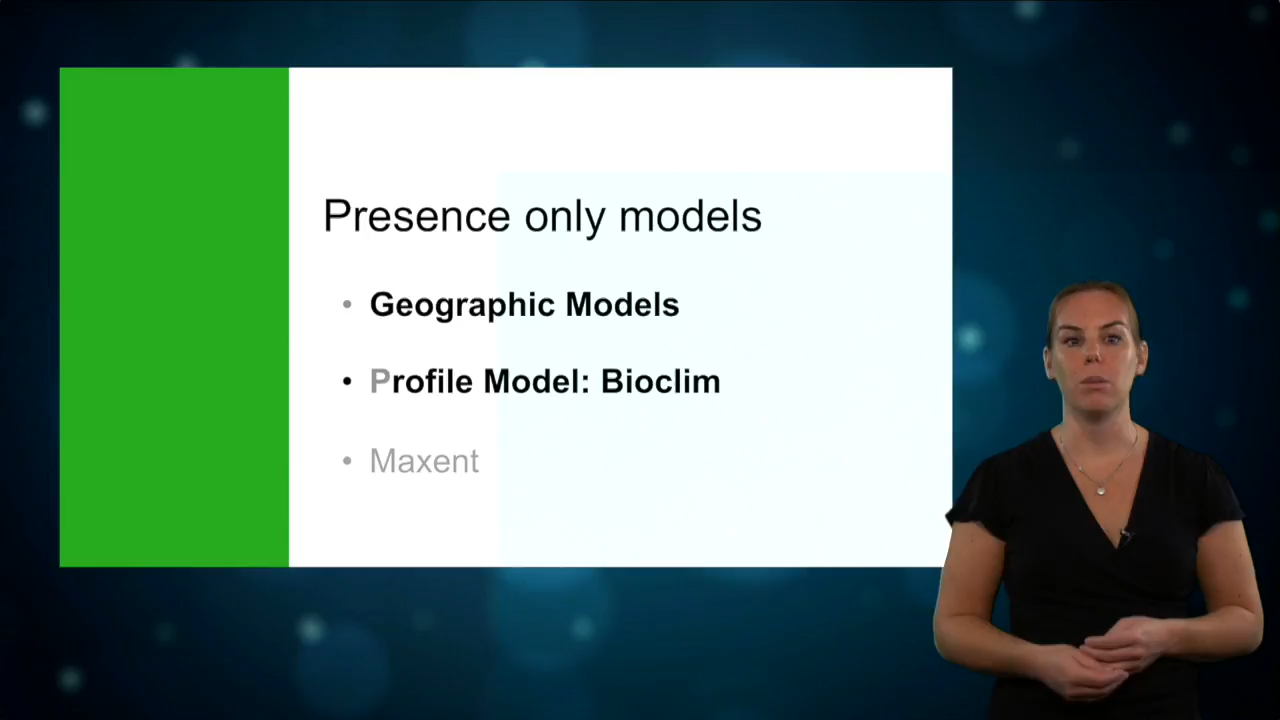 Presence only models
• Geographic Models
• Profile Model: Bioclim
• Maxent